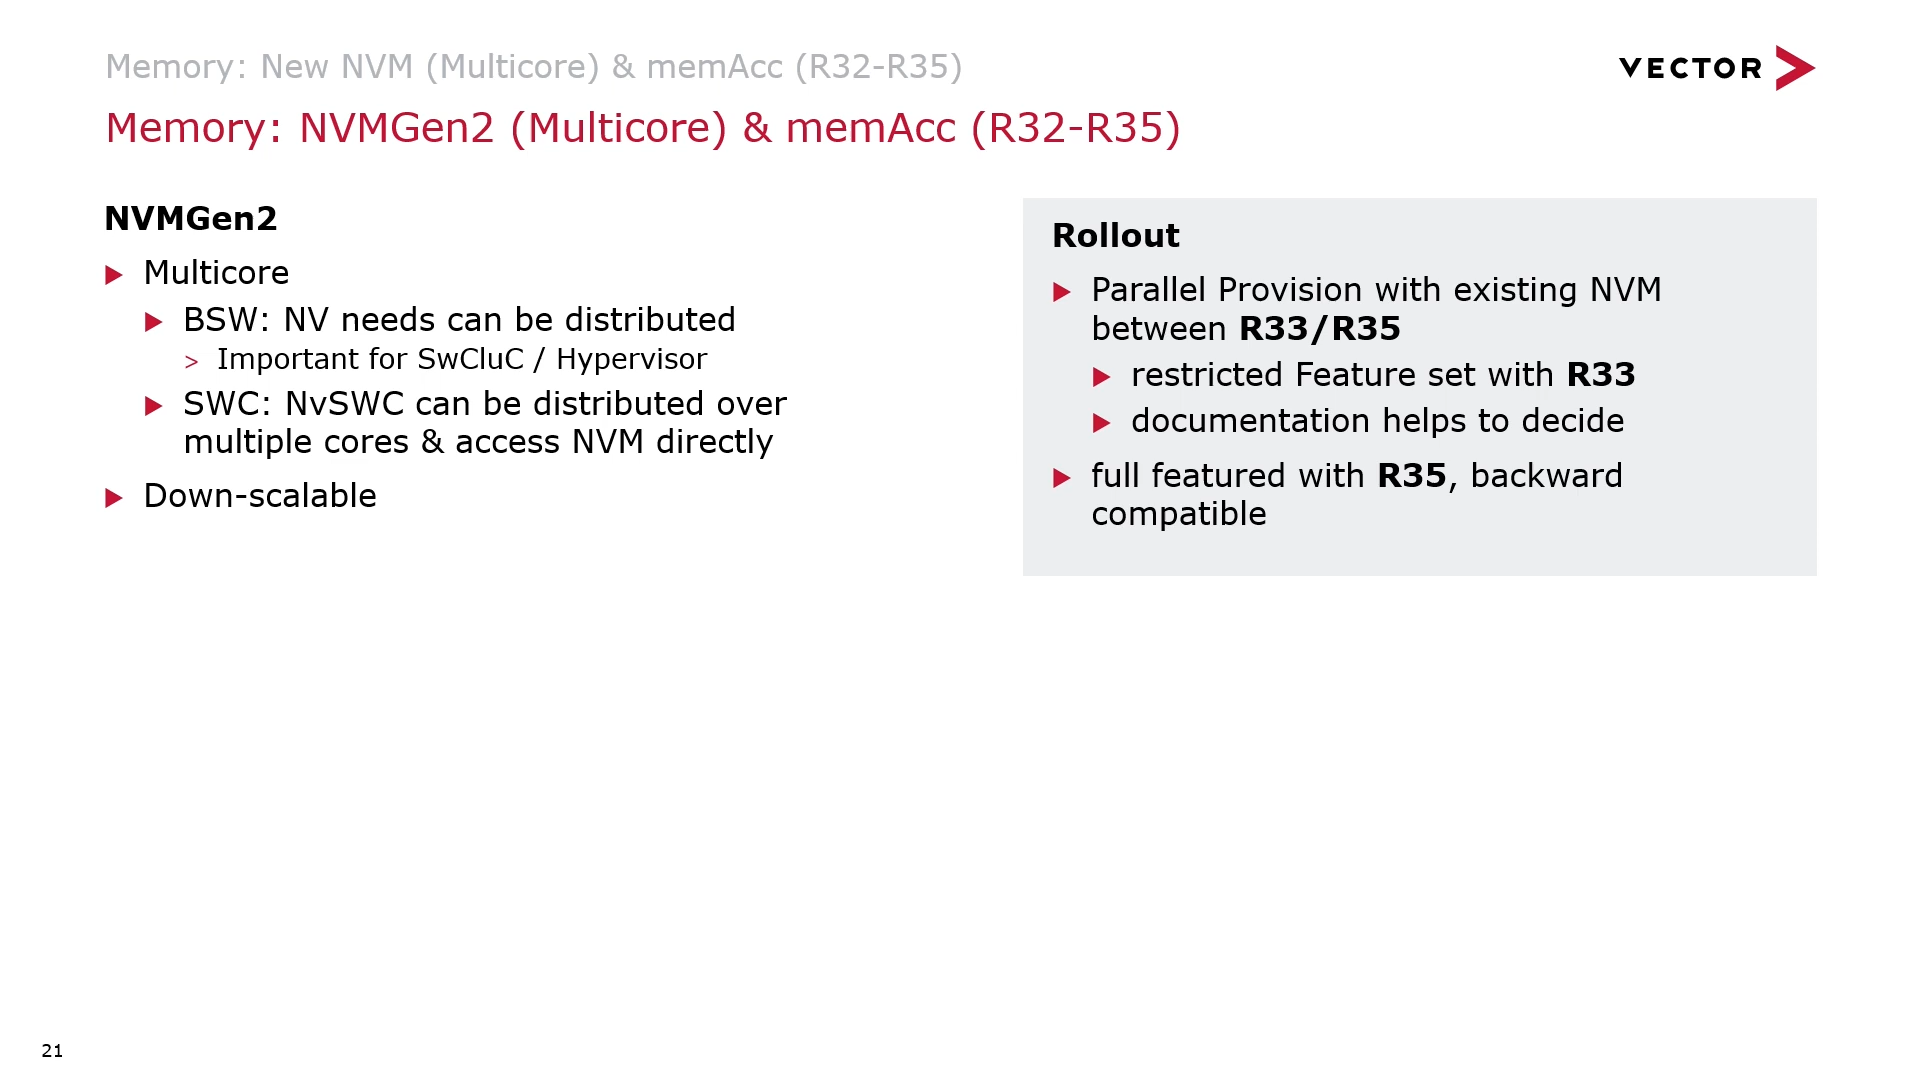 Memory: New NVM (Multicore) & memAcc (R32-R35)
VECTOR
Memory: NVMGen2 (Multicore) & memAcc (R32-R35)
NVMGen2
Multicore
BSW: NV needs can be distributed
> Important for SwCluC / Hypervisor
SWC: NvSWC can be distributed over
multiple cores & access NVM directly
Down-scalable
Rollout
Parallel Provision with existing NVM
between R33/R35
restricted Feature set with R33
documentation helps to decide
full featured with R35, backward
compatible
21